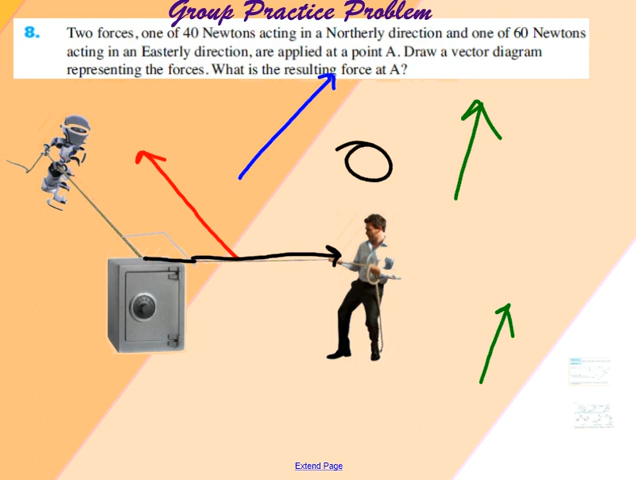 Group Practice Problem
8. Two forces, one of 40 Newtons acting in a Northerly direction and one of 60 Newtons
acting in an Easterly direction, are applied at a point A. Draw a vector diagram
representing the forces. What is the resulting force at A?
Extend Page